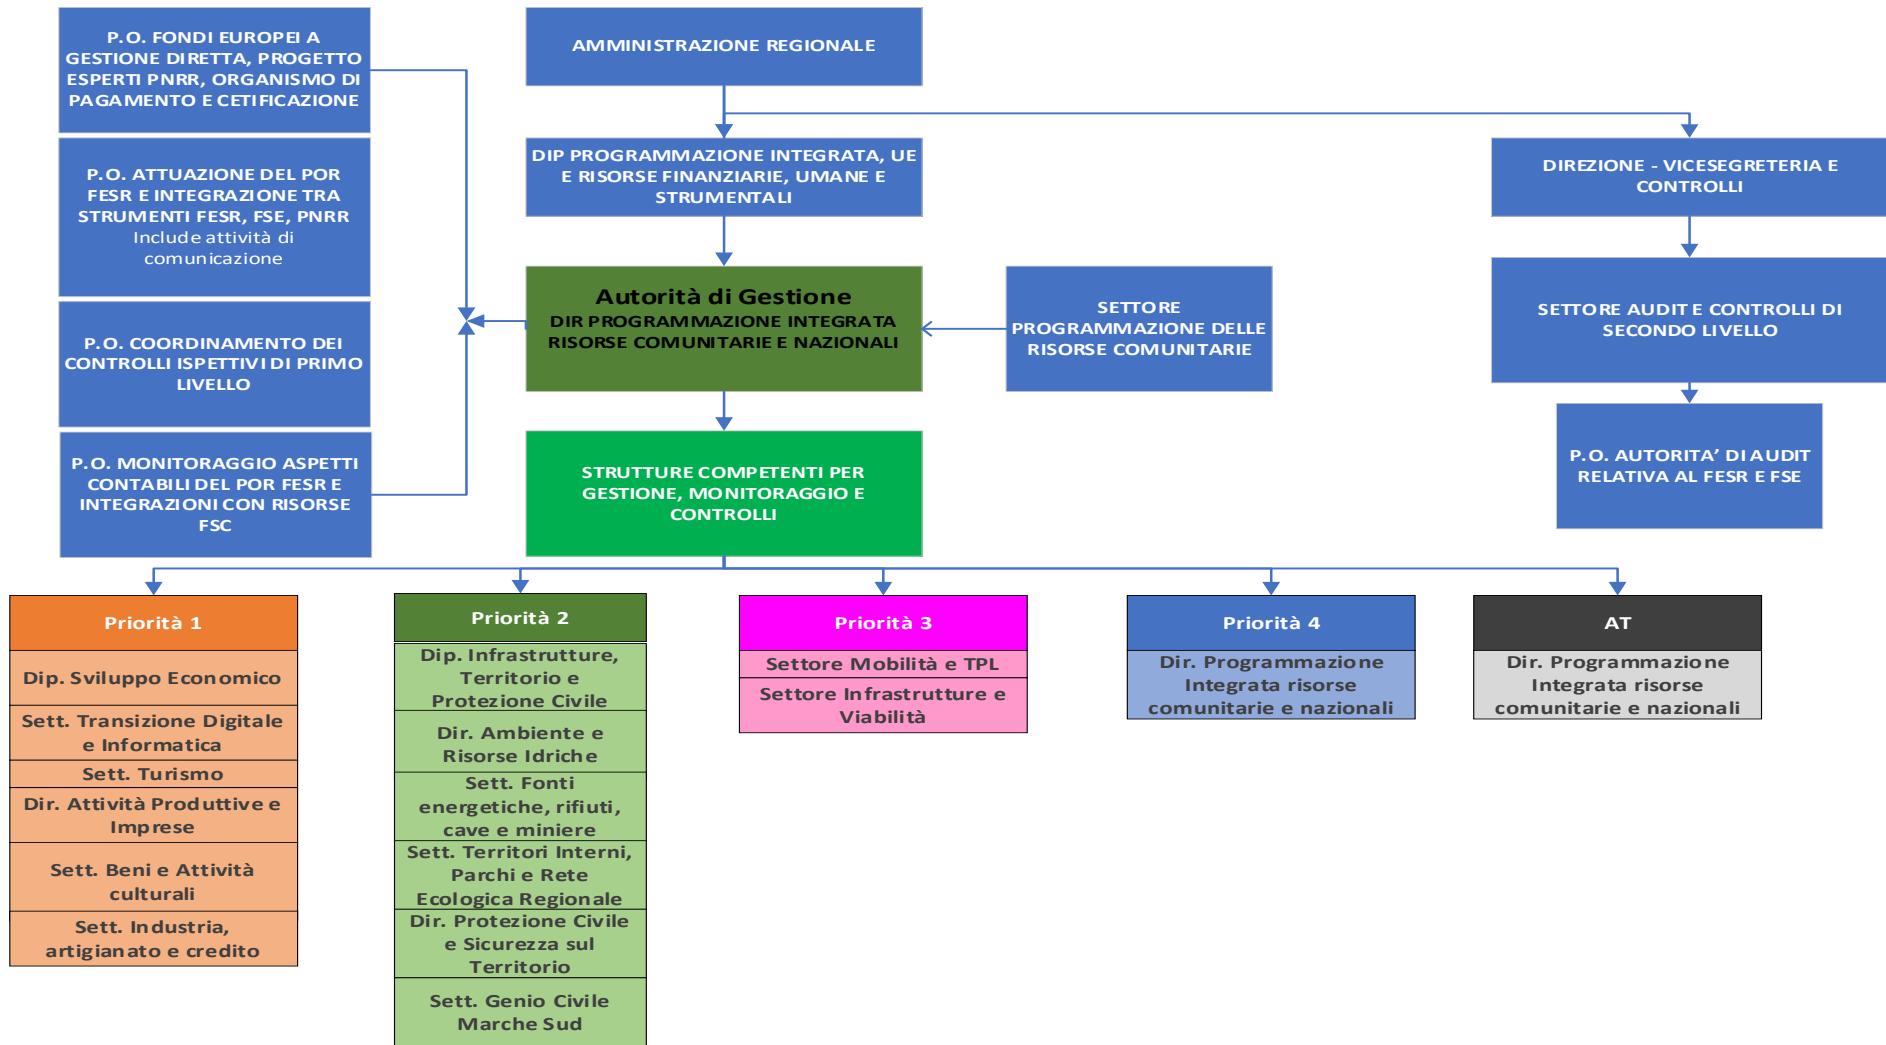 P.O. FONDI EUROPEI A
GESTIONE DIRETTA, PROGETTO
ESPERTI PNRR, ORGANISMO DI
PAGAMENTO E CETIFICAZIONE
P.O. ATTUAZIONE DEL POR
FESR E INTEGRAZIONE TRA
STRUMENTI FESR, FSE, PNRR
Include attività di
comunicazione
P.O. COORDINAMENTO DEI
CONTROLLI ISPETTIVI DI PRIMO
LIVELLO
P.O. MONITORAGGIO ASPETTI
CONTABILI DEL POR FESR E
INTEGRAZIONI CON RISORSE
FSC
AMMINISTRAZIONE REGIONALE
DIP PROGRAMMAZIONE INTEGRATA, UE
E RISORSE FINANZIARIE, UMANE E
STRUMENTALI
Autorità di Gestione
DIR PROGRAMMAZIONE INTEGRATA
RISORSE COMUNITARIE E NAZIONALI
SETTORE
PROGRAMMAZIONE DELLE
RISORSE COMUNITARIE
STRUTTURE COMPETENTI PER
GESTIONE, MONITORAGGIO E
CONTROLLI
DIREZIONE - VICESEGRETERIA E
CONTROLLI
SETTORE AUDIT E CONTROLLI DI
SECONDO LIVELLO
P.O. AUTORITA’ DI AUDIT
RELATIVA AL FESR E FSE
Priorità 1
Dip. Sviluppo Economico
Sett. Transizione Digitale
e Informatica
Sett. Turismo
Dir. Attività Produttive e
Imprese
Sett. Beni e Attività
culturali
Sett. Industria,
artigianato e credito
Priorità 2
Dip. Infrastrutture,
Territorio e
Protezione Civile
Dir. Ambiente e
Risorse Idriche
Sett. Fonti
energetiche, rifiuti,
cave e miniere
Sett. Territori Interni,
Parchi e Rete
Ecologica Regionale
Dir. Protezione Civile
e Sicurezza sul
Territorio
Sett. Genio Civile
Marche Sud
Priorità 3
Settore Mobilità e TPL
Settore Infrastrutture e
Viabilità
Priorità 4
Dir. Programmazione
Integrata risorse
comunitarie e nazionali
AT
Dir. Programmazione
Integrata risorse
comunitarie e nazionali